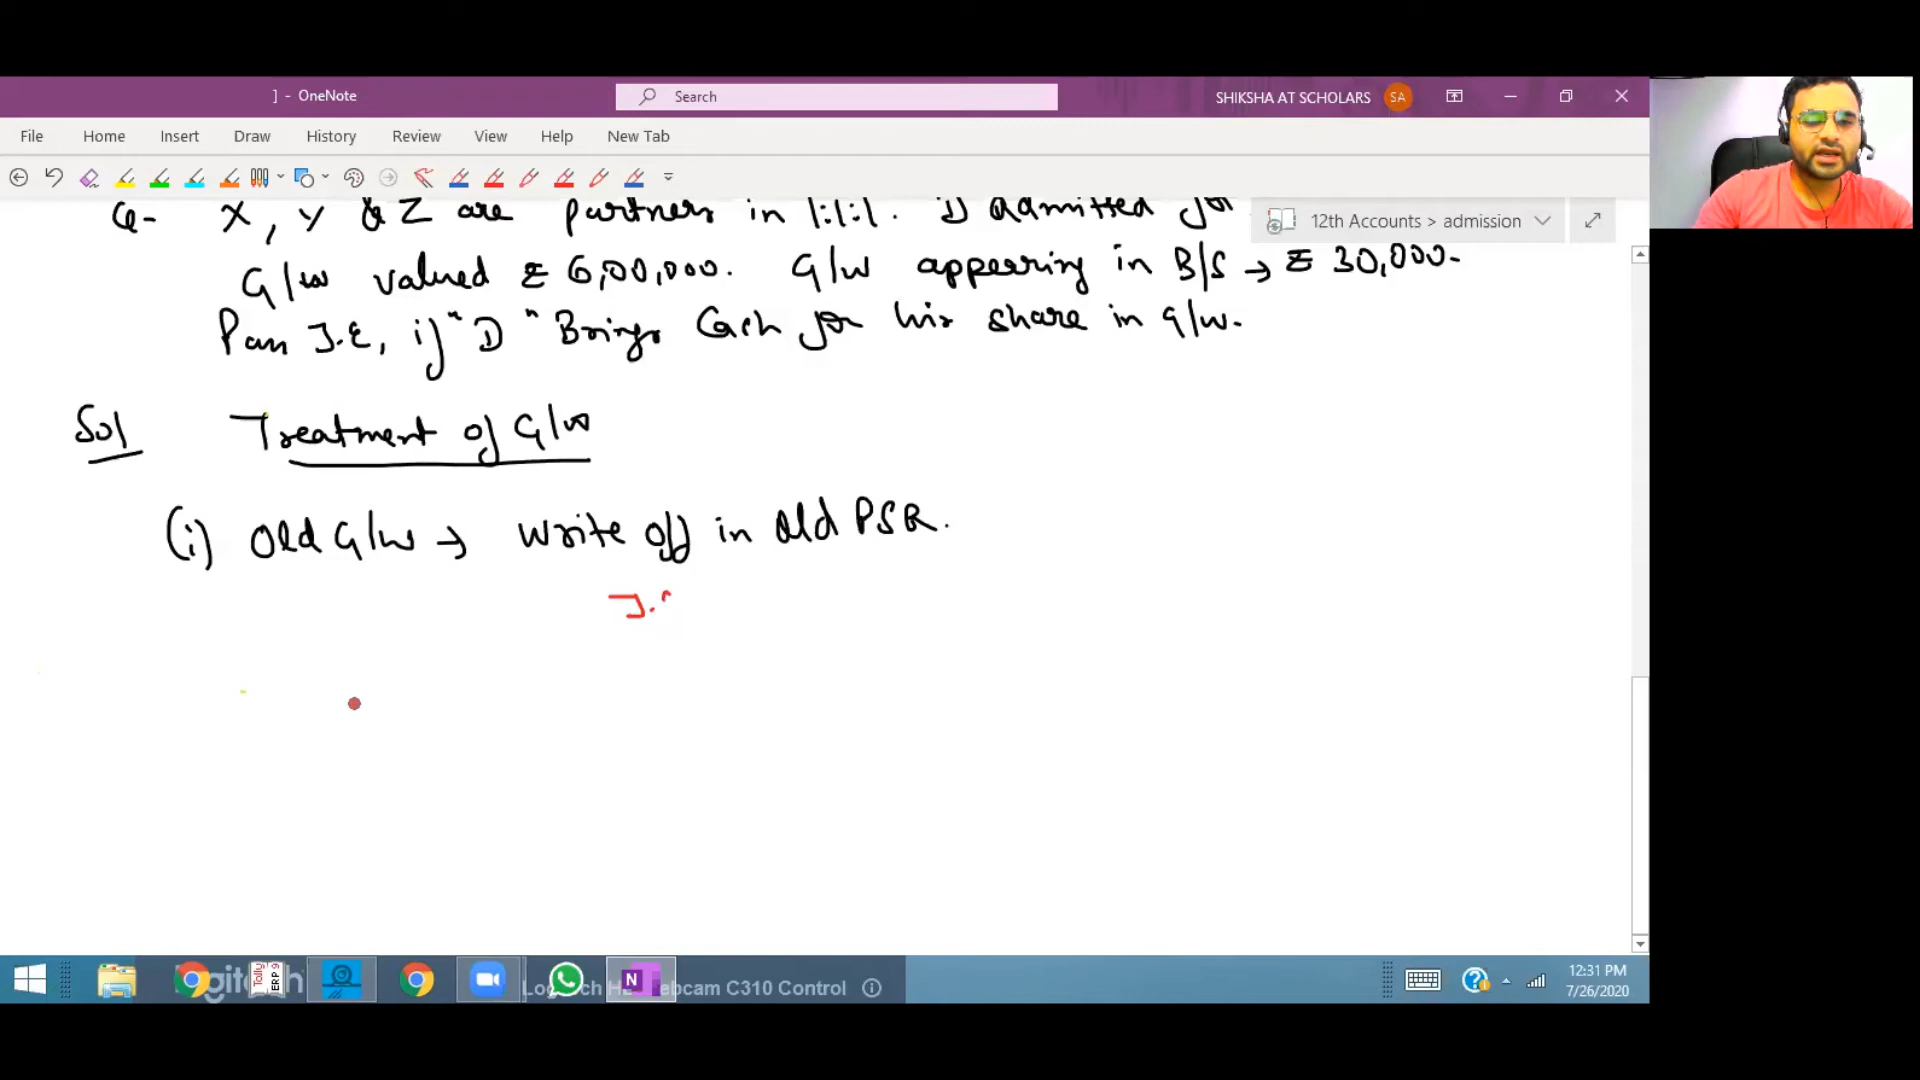 ] - OneNote
Search
SHIKSHA AT SCHOLARS SA
File Home Insert Draw History Review View Help New Tab
12th Accounts > admission
Q- X, Y & Z are partners in 1:1:1. D admitted for
G/w valued ₹ 6,00,000. G/w appearing in B/S → ₹ 30,000.
Pass J.E, if "D" Brings Cash for his share in G/w.
Sol Treatment of G/w
(i) Old G/w → Write off in Old PSR.
J.
Tally ERP 9
N
Webcam C310 Control
12:31 PM
7/26/2020